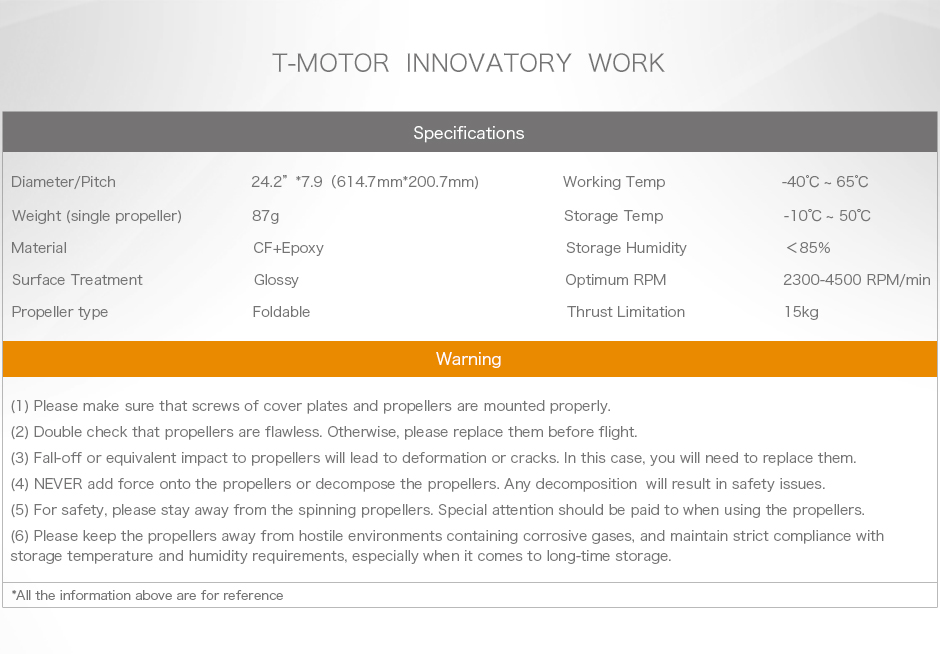 T-MOTOR INNOVATORY WORK
Specifications
Diameter/Pitch 24.2” *7.9 (614.7mm*200.7mm) Working Temp -40℃ ~ 65℃
Weight (single propeller) 87g Storage Temp -10℃ ~ 50℃
Material CF+Epoxy Storage Humidity ＜85%
Surface Treatment Glossy Optimum RPM 2300-4500 RPM/min
Propeller type Foldable Thrust Limitation 15kg
Warning
(1) Please make sure that screws of cover plates and propellers are mounted properly.
(2) Double check that propellers are flawless. Otherwise, please replace them before flight.
(3) Fall-off or equivalent impact to propellers will lead to deformation or cracks. In this case, you will need to replace them.
(4) NEVER add force onto the propellers or decompose the propellers. Any decomposition will result in safety issues.
(5) For safety, please stay away from the spinning propellers. Special attention should be paid to when using the propellers.
(6) Please keep the propellers away from hostile environments containing corrosive gases, and maintain strict compliance with
storage temperature and humidity requirements, especially when it comes to long-time storage.
*All the information above are for reference